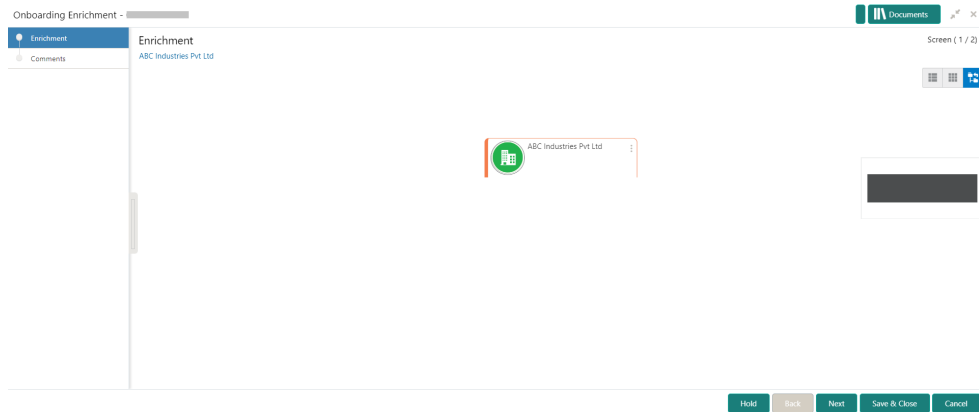 Onboarding Enrichment -
Documents
Enrichment
Comments
Enrichment
Screen ( 1 / 2)
ABC Industries Pvt Ltd
ABC Industries Pvt Ltd
Hold
Back
Next
Save & Close
Cancel